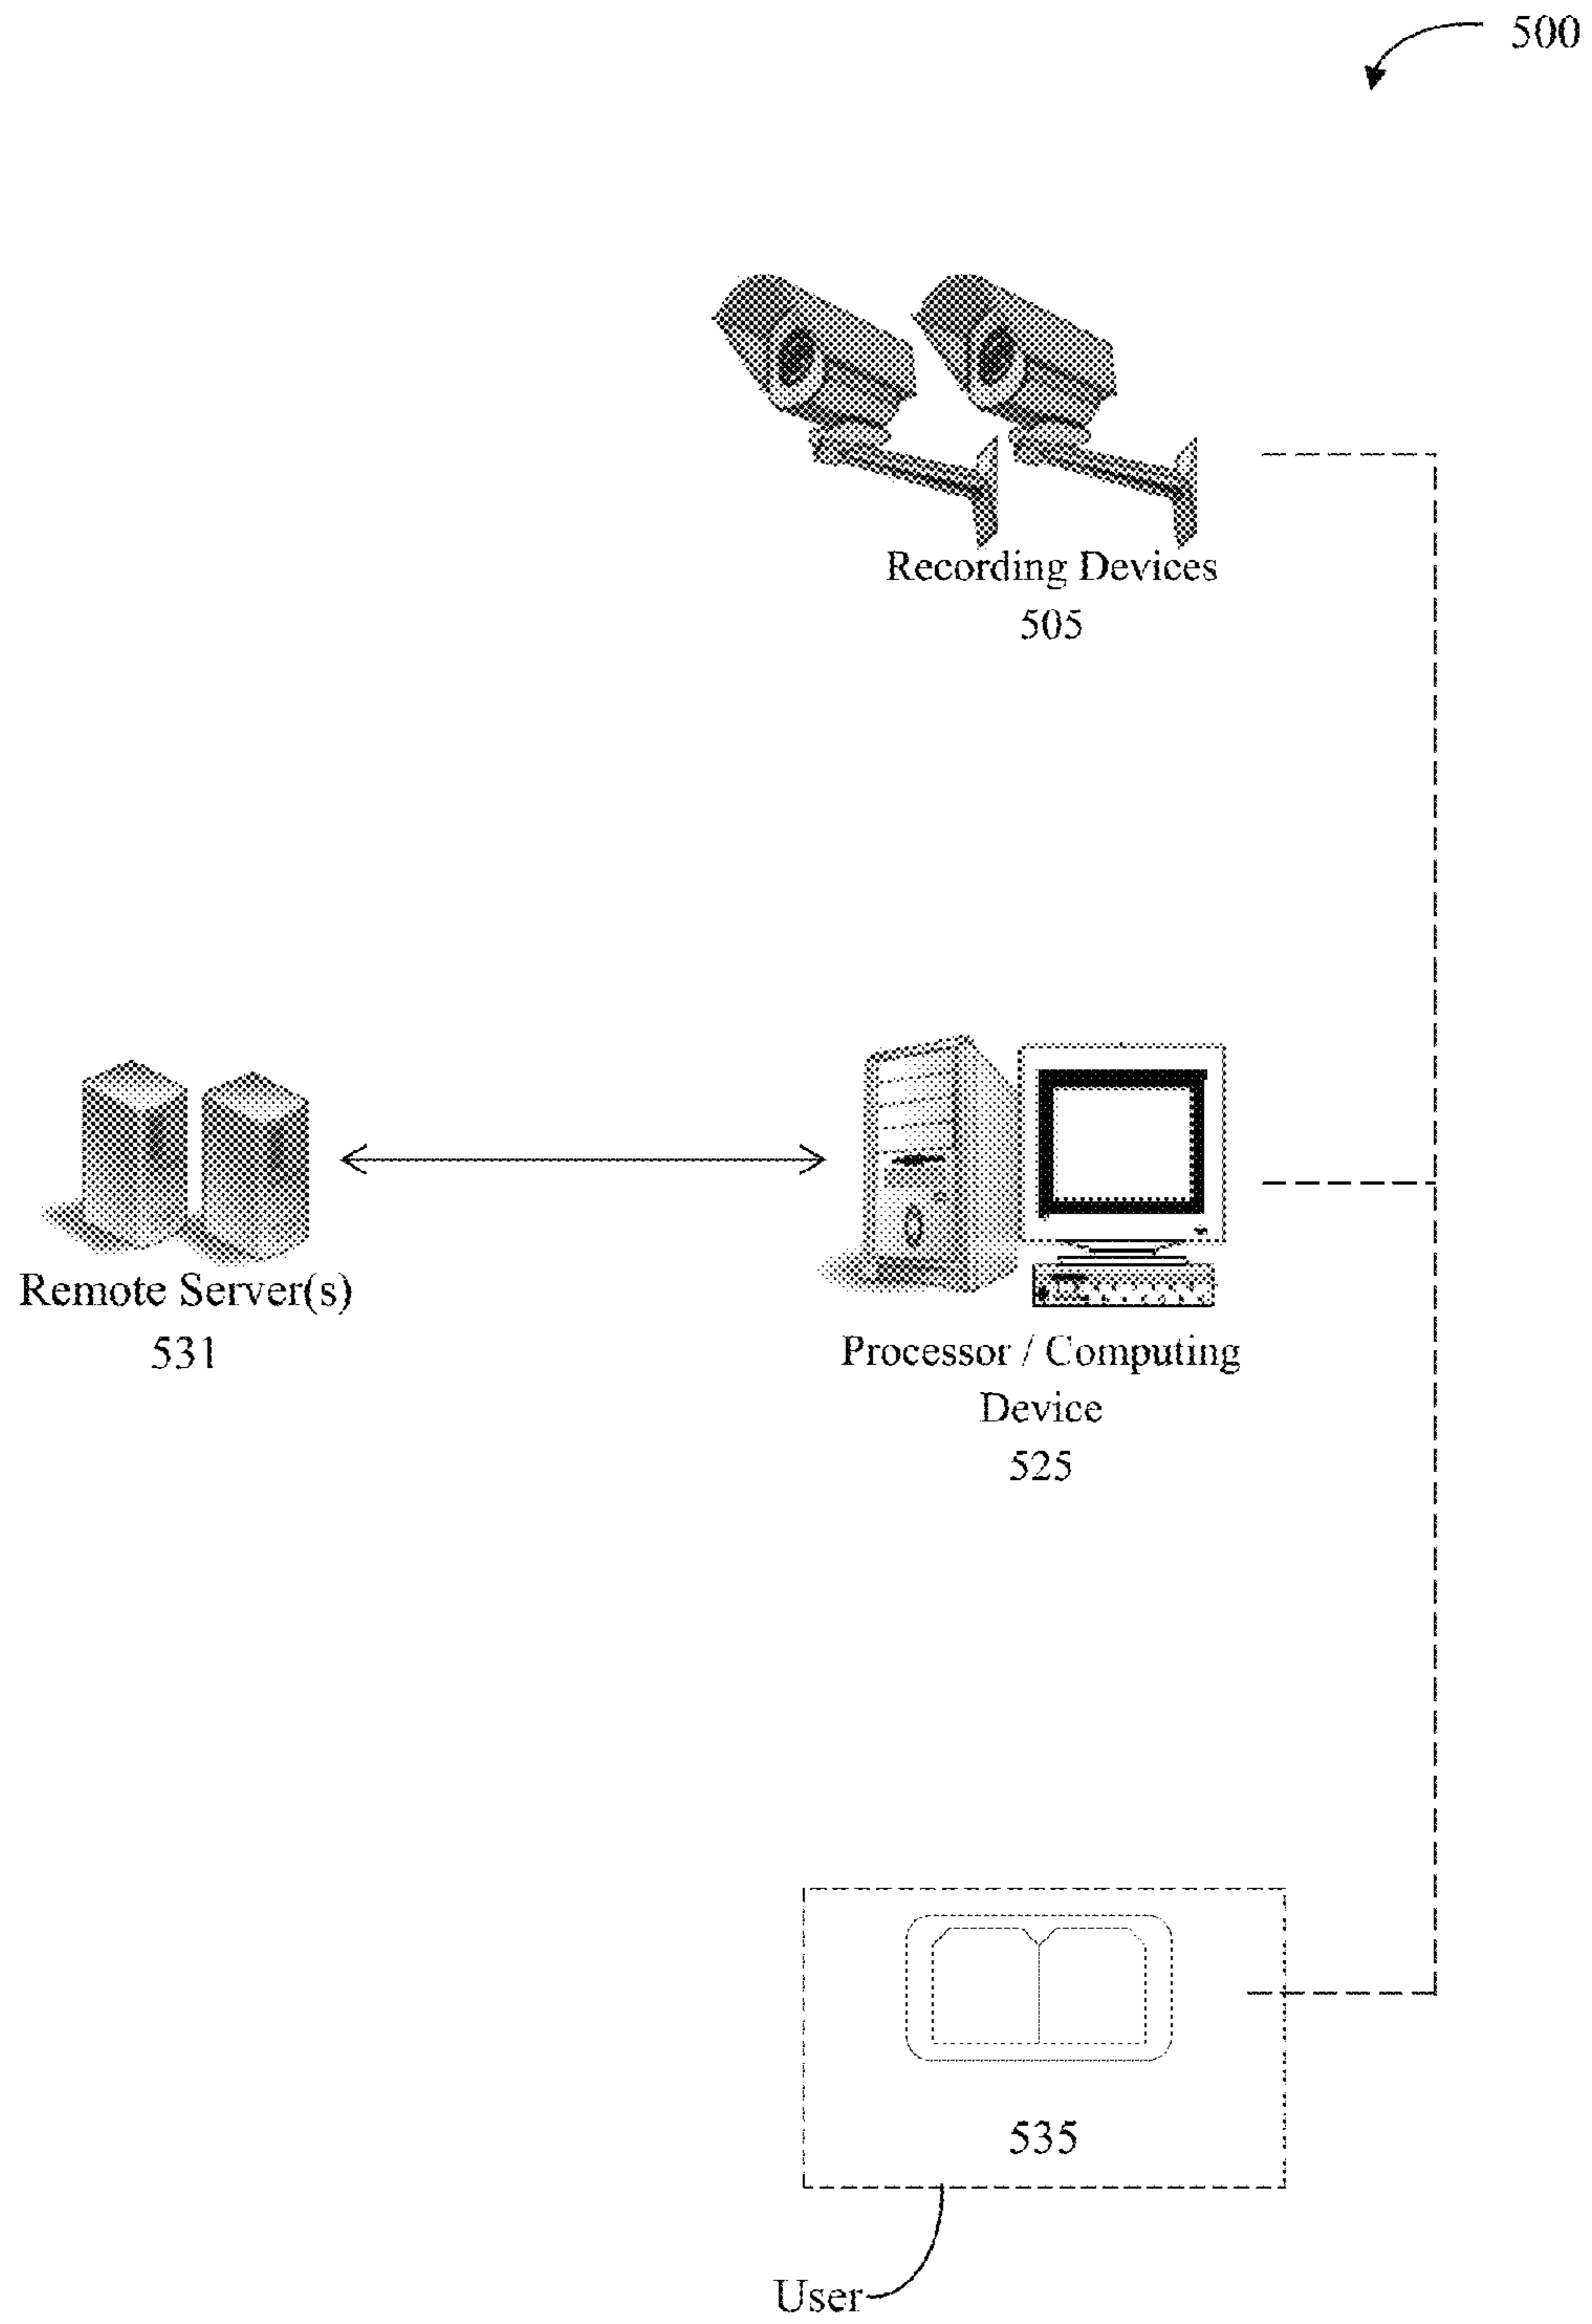 500
Recording Devices
505
Remote Server(s)
531
Processor / Computing
Device
525
535
User